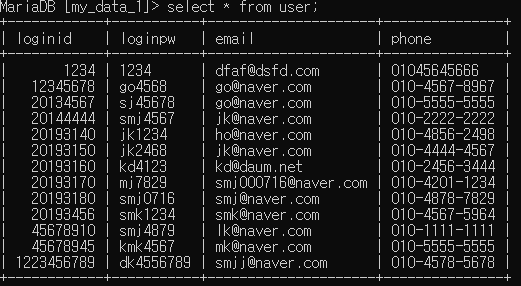 MariaDB [my_data_1]> select * from user;
| loginid | loginpw | email | phone |
| 1234 | 1234 | dfaf@dsfd.com | 01045645666 |
| 12345678 | go4568 | go@naver.com | 010-4567-8967 |
| 20134567 | sj45678 | go@naver.com | 010-5555-5555 |
| 20144444 | smj4567 | jk@naver.com | 010-2222-2222 |
| 20193140 | jk1234 | ho@naver.com | 010-4856-2498 |
| 20193150 | jk2468 | jk@naver.com | 010-4444-4567 |
| 20193160 | kd4123 | kd@daum.net | 010-2456-3444 |
| 20193170 | mj7829 | smj000716@naver.com | 010-4201-1234 |
| 20193180 | smj0716 | smj@naver.com | 010-4878-7829 |
| 20193456 | smk1234 | smk@naver.com | 010-4567-5964 |
| 45678910 | smj4879 | lk@naver.com | 010-1111-1111 |
| 45678945 | kmk4567 | mk@naver.com | 010-5555-5555 |
| 1223456789 | dk4556789 | smjj@naver.com | 010-4578-5678 |